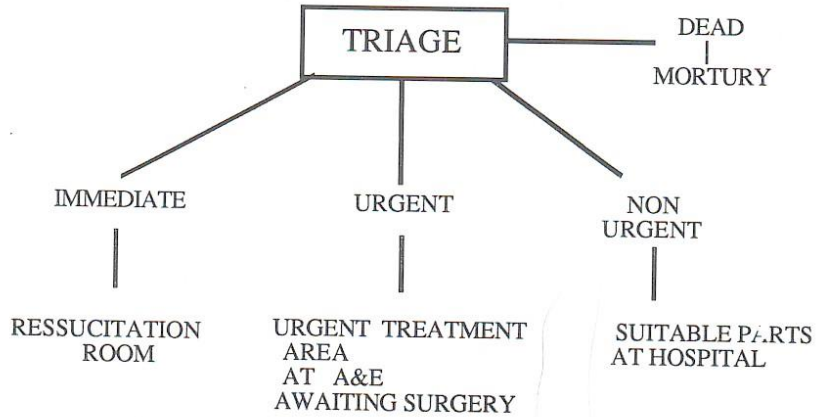 TRIAGE
DEAD
MORTURY
IMMEDIATE
URGENT
NON
URGENT
RESSUCITATION
ROOM
URGENT TREATMENT
AREA
AT A&E
AWAITING SURGERY
SUITABLE PARTS
AT HOSPITAL